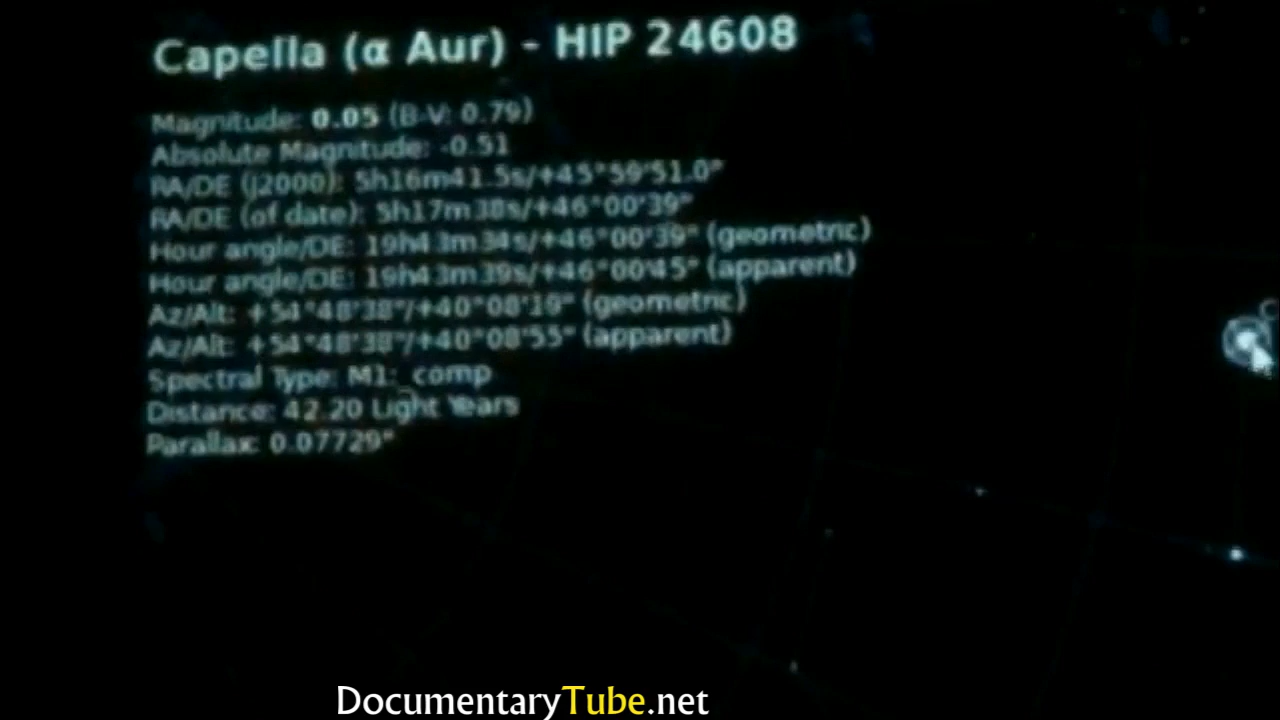 Capella (α Aur) - HIP 24608
Magnitude: 0.05 (B-V: 0.79)
Absolute Magnitude: -0.51
RA/DE (J2000): 5h16m41.5s/+45°59'51.0"
RA/DE (of date): 5h17m38s/+46°00'39"
Hour angle/DE: 19h43m34s/+46°00'39" (geometric)
Hour angle/DE: 19h43m39s/+46°00'45" (apparent)
Az/Alt: +54°48'38"/+40°08'19" (geometric)
Az/Alt: +54°48'38"/+40°08'55" (apparent)
Spectral Type: M1: comp
Distance: 42.20 Light Years
Parallax: 0.07729"
DocumentaryTube.net